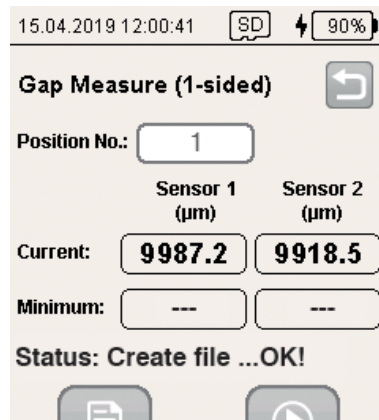 15.04.2019 12:00:41 SD 90%
Gap Measure (1-sided)
Position No.: 1
Sensor 1 Sensor 2
(µm) (µm)
Current: 9987.2 9918.5
Minimum: --- ---
Status: Create file ...OK!